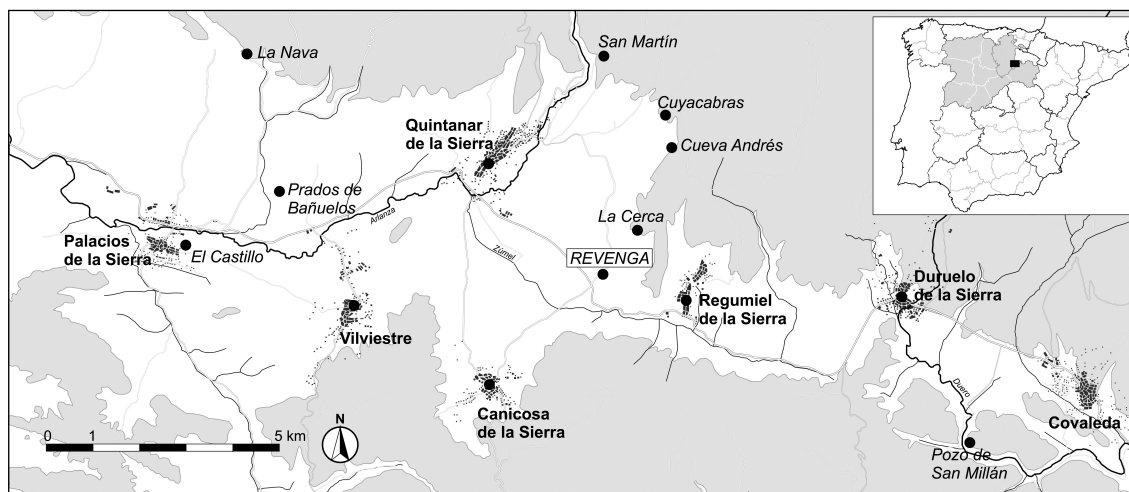 La Nava
San Martín
Cuyacabras
Quintanar
de la Sierra
Cueva Andrés
Prados de
Bañuelos
Arlanza
La Cerca
Palacios
de la Sierra
El Castillo
Zumel
REVENGA
Duruelo
de la Sierra
Regumiel
de la Sierra
Vilviestre
Duero
Canicosa
de la Sierra
Covaleda
N
0 1 5 km
Pozo de
San Millán